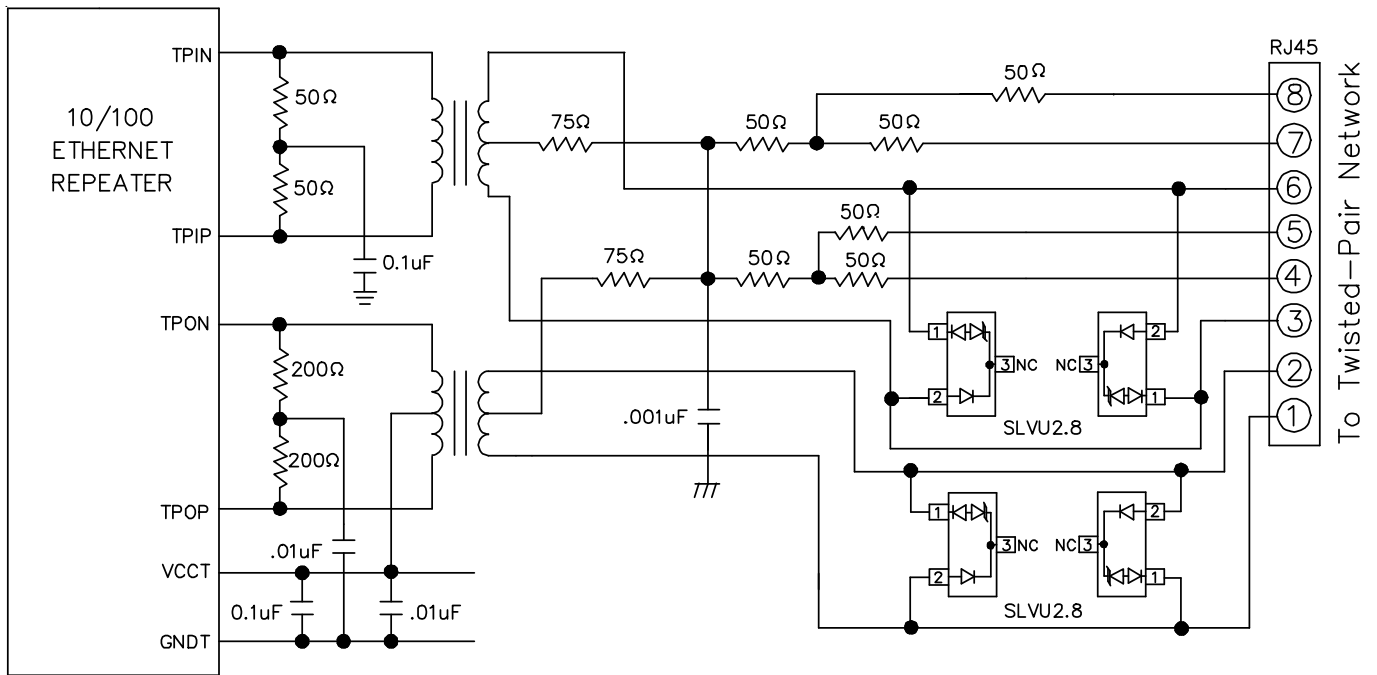 RJ45
TPIN
50Ω
8
10/100
ETHERNET
REPEATER
50Ω
75Ω
50Ω
50Ω
7
50Ω
6
TPIP
50Ω
5
0.1uF
75Ω
50Ω
50Ω
4
TPON
3
1
3 NC
NC 3
2
200Ω
2
2
1
.001uF
SLVU2.8
1
200Ω
TPOP
1
3 NC
NC 3
2
.01uF
VCCT
2
1
0.1uF
.01uF
SLVU2.8
GNDT
To Twisted-Pair Network